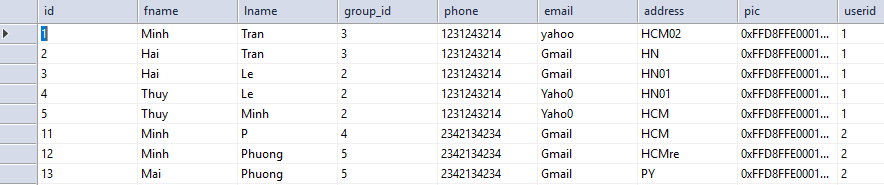 id fname lname group_id phone email address pic userid
1 Minh Tran 3 1231243214 yahoo HCM02 0xFFD8FFE0001... 1
2 Hai Tran 3 1231243214 Gmail HN 0xFFD8FFE0001... 1
3 Hai Le 2 1231243214 Gmail HN01 0xFFD8FFE0001... 1
4 Thuy Le 2 1231243214 Yaho0 HN01 0xFFD8FFE0001... 1
5 Thuy Minh 2 1231243214 Yaho0 HCM 0xFFD8FFE0001... 1
11 Minh P 4 2342134234 Gmail HCM 0xFFD8FFE0001... 2
12 Minh Phuong 5 2342134234 Gmail HCMre 0xFFD8FFE0001... 2
13 Mai Phuong 5 2342134234 Gmail PY 0xFFD8FFE0001... 2